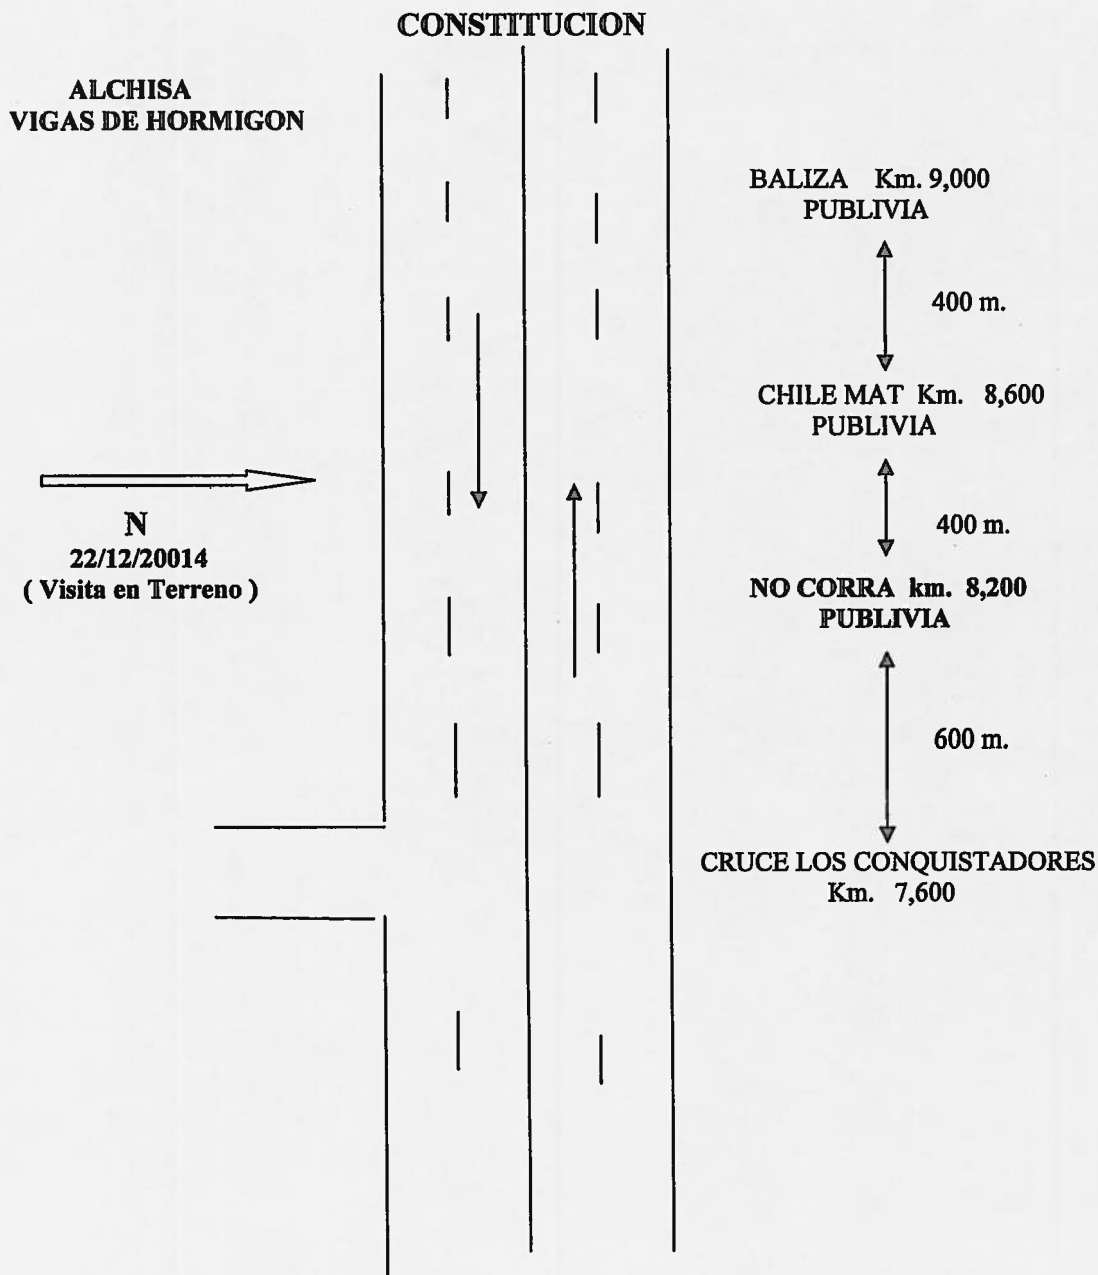 CONSTITUCION
ALCHISA
VIGAS DE HORMIGON
BALIZA Km. 9,000
PUBLIVIA
400 m.
CHILE MAT Km. 8,600
PUBLIVIA
N
22/12/20014
( Visita en Terreno )
400 m.
NO CORRA km. 8,200
PUBLIVIA
600 m.
CRUCE LOS CONQUISTADORES
Km. 7,600